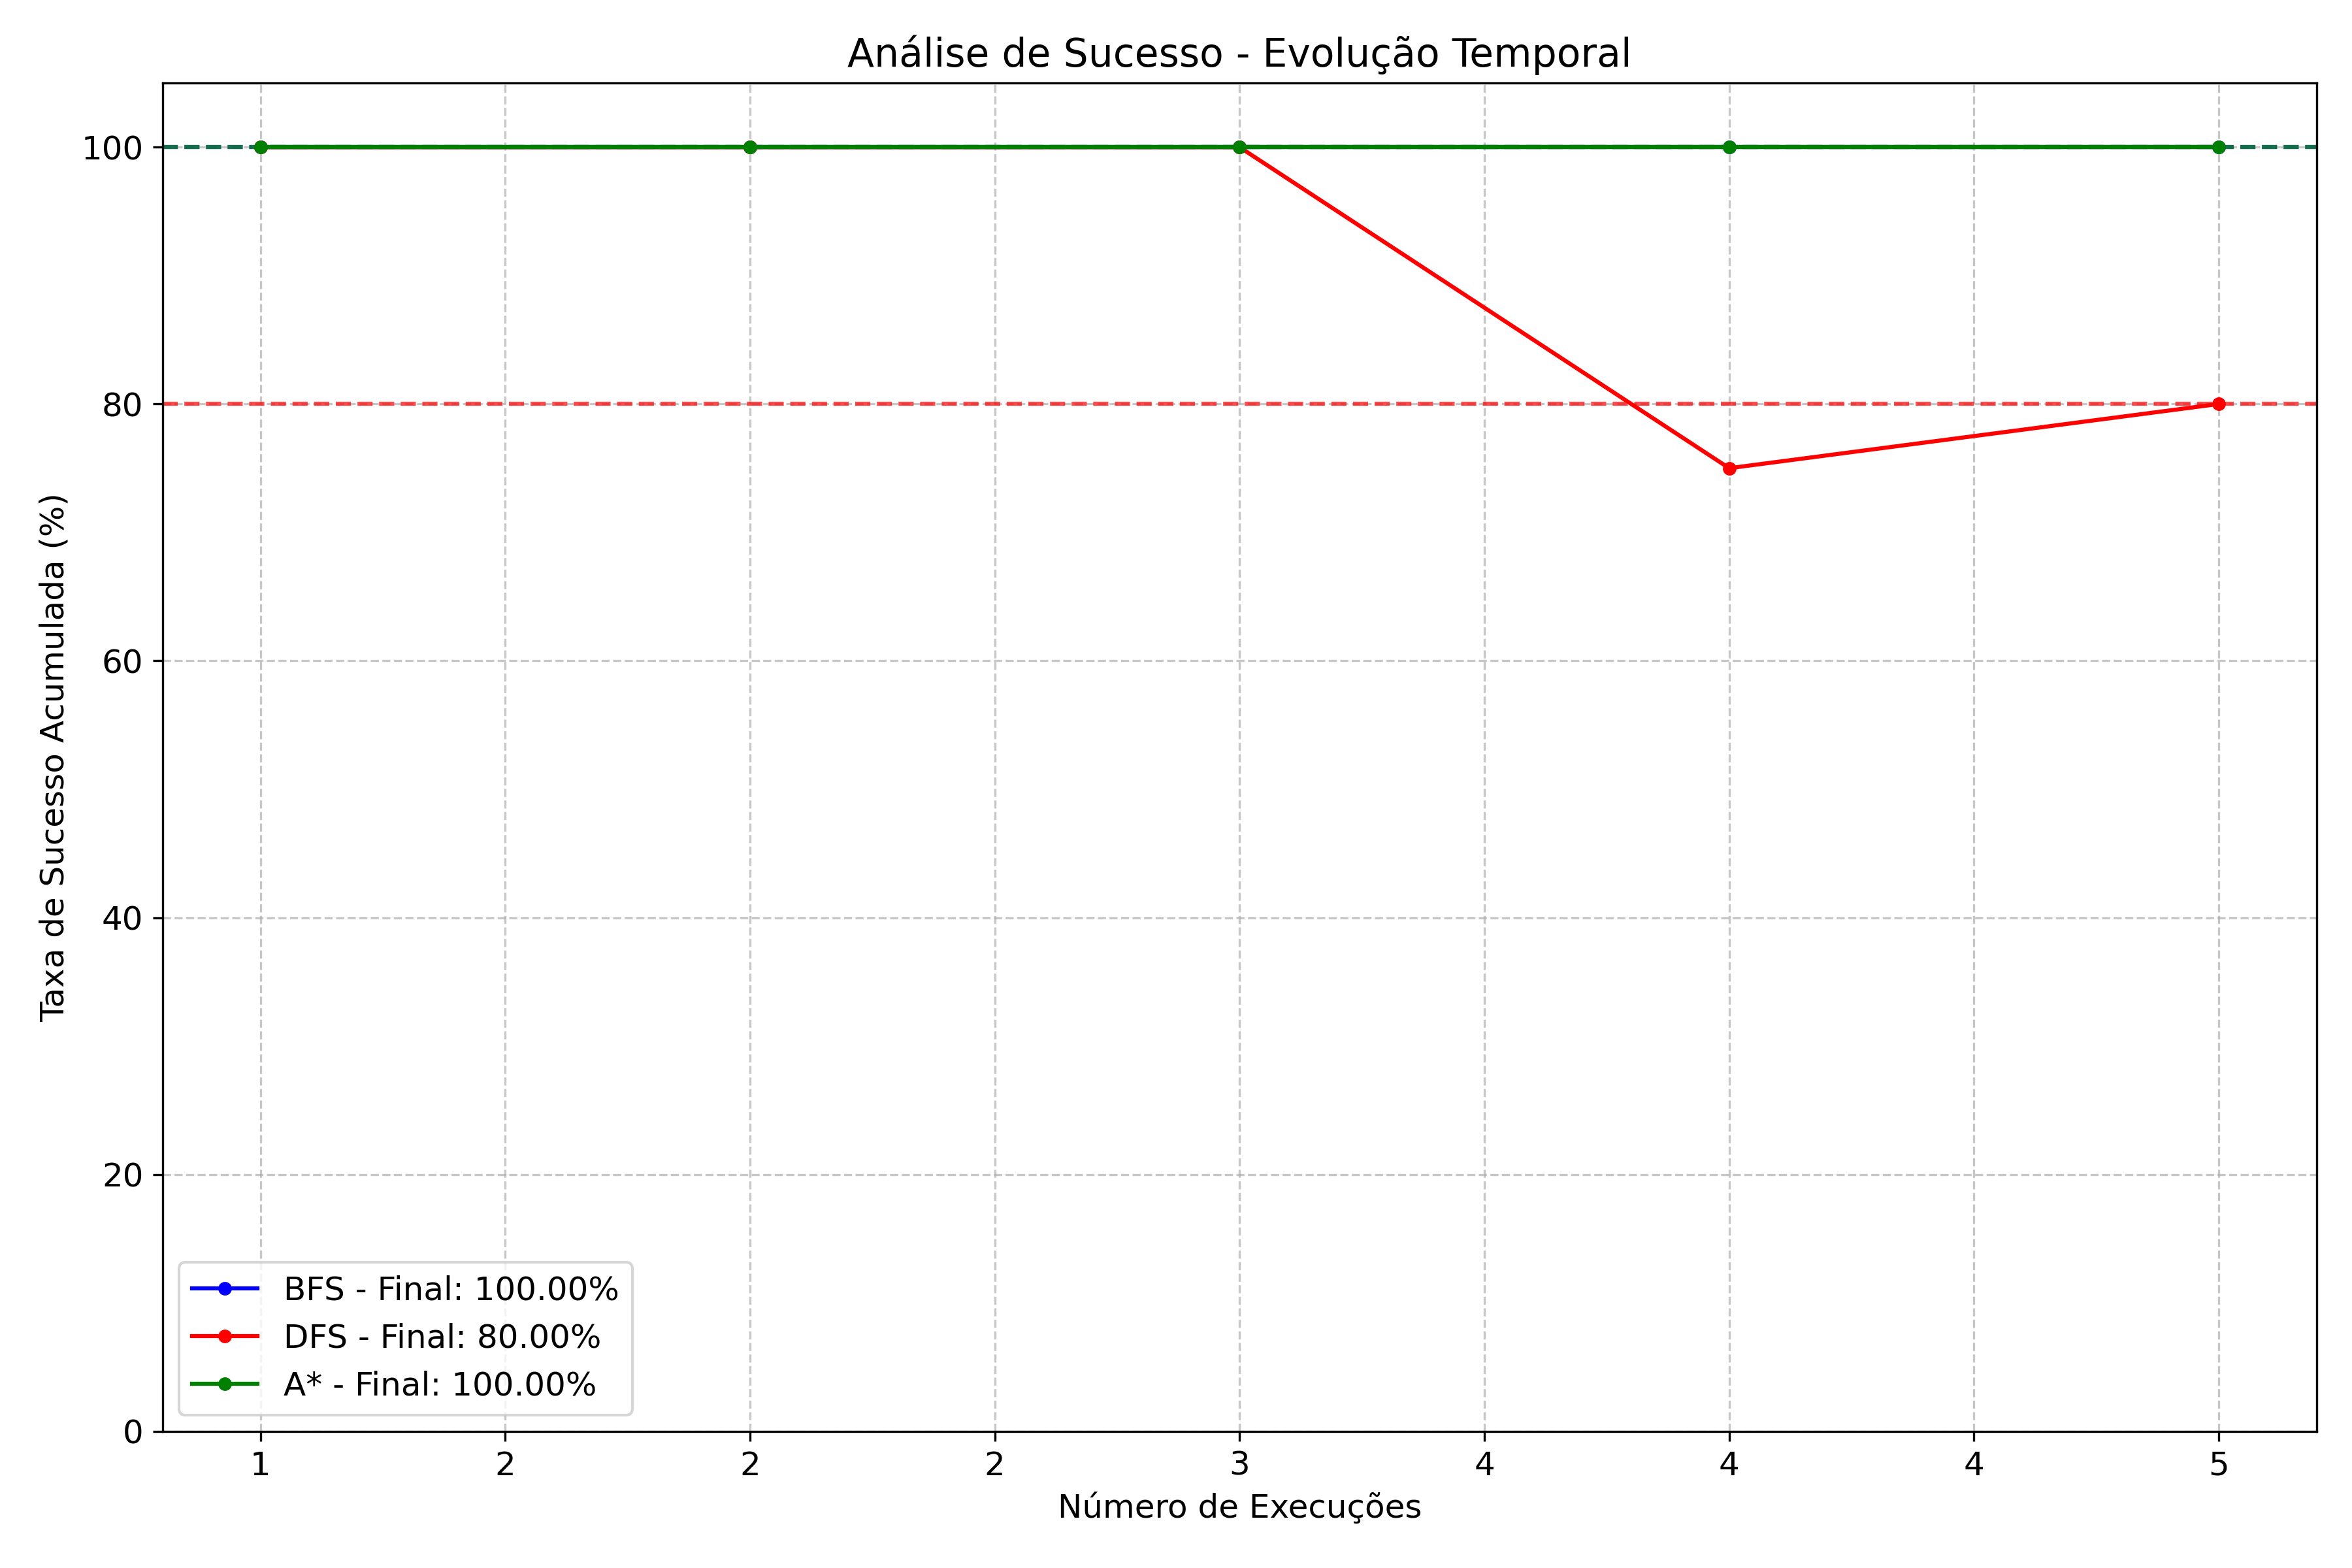 Análise de Sucesso - Evolução Temporal
Taxa de Sucesso Acumulada (%)
100
80
60
40
20
0
BFS - Final: 100.00%
DFS - Final: 80.00%
A* - Final: 100.00%
1 2 2 2 3 4 4 4 5
Número de Execuções